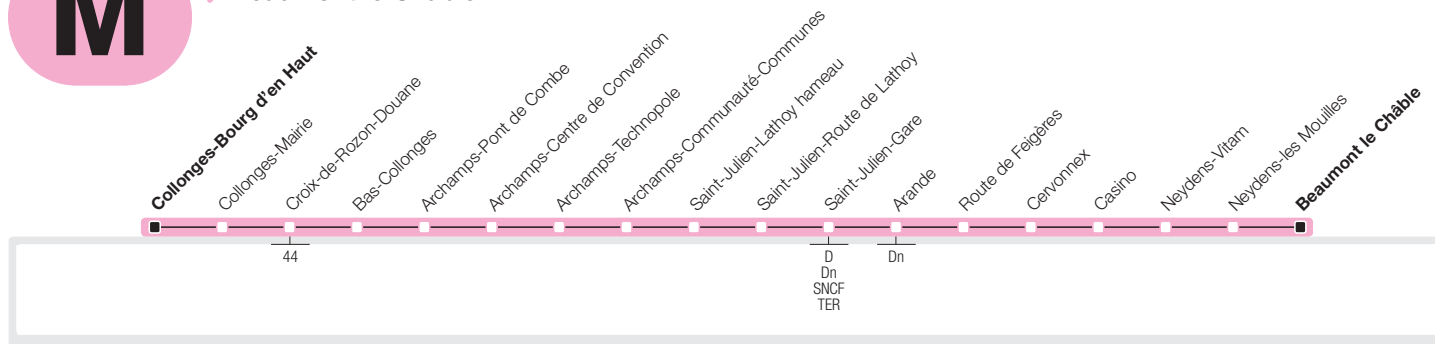 M
Collonges-Bourg d'en Haut
Collonges-Mairie
Croix-de-Rozon-Douane
Bas-Collonges
Archamps-Pont de Combe
Archamps-Centre de Convention
Archamps-Technopole
Archamps-Communauté-Communes
Saint-Julien-Lathoy hameau
Saint-Julien-Route de Lathoy
Saint-Julien-Gare
Arande
Route de Feigères
Cervonnex
Casino
Neydens-Vitam
Neydens-les Mouilles
Beaumont le Châble
44
D
Dn
SNCF
TER
Dn